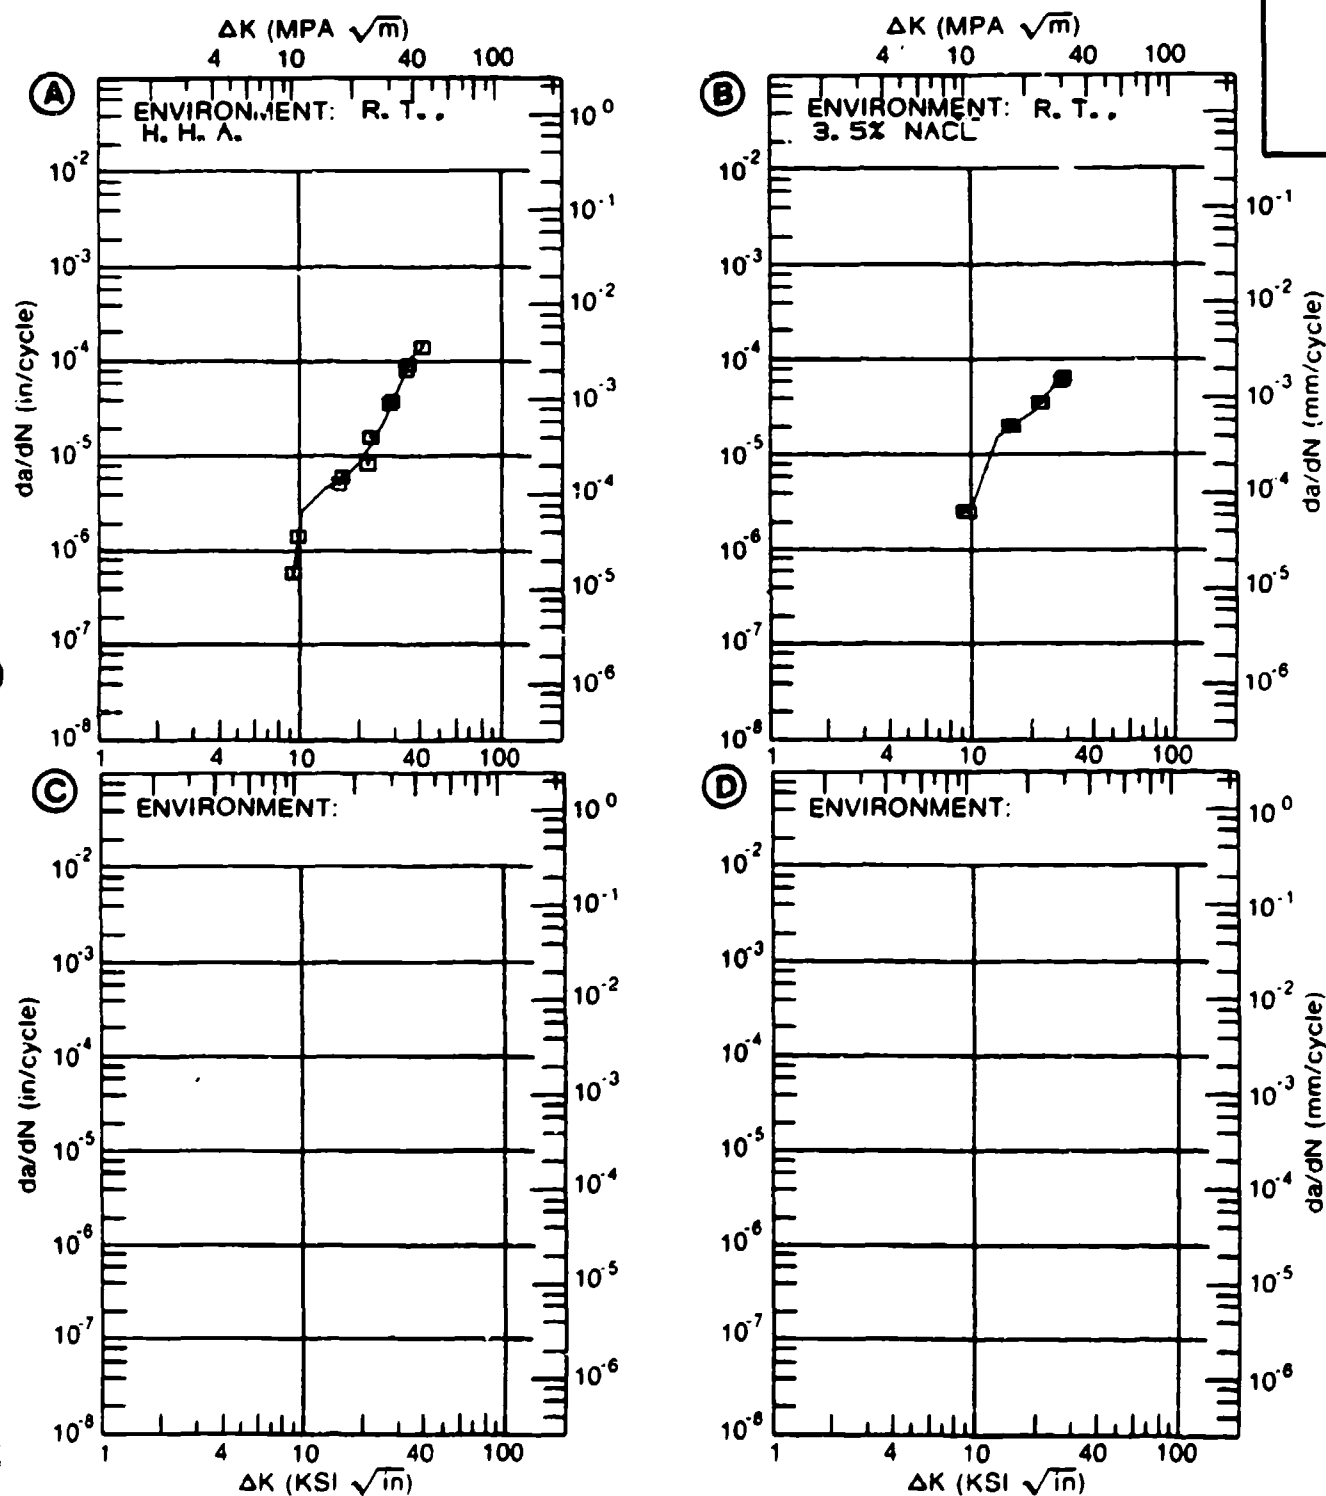 ΔK (MPA √m)
4 10 40 100
A
ENVIRONMENT: R. T.,
H. H. A.
10^0
10^-2
10^-1
10^-3
10^-2
10^-4
10^-3
10^-5
10^-4
10^-6
10^-5
10^-7
10^-6
10^-8
1 4 10 40 100
da/dN (in/cycle)
ΔK (MPA √m)
4 10 40 100
B
ENVIRONMENT: R. T.,
3. 5% NACL
10^-2
10^-1
10^-3
10^-2
10^-4
10^-3
10^-5
10^-4
10^-6
10^-5
10^-7
10^-6
10^-8
1 4 10 40 100
da/dN (mm/cycle)
C
ENVIRONMENT:
10^0
10^-2
10^-1
10^-3
10^-2
10^-4
10^-3
10^-5
10^-4
10^-6
10^-5
10^-7
10^-6
10^-8
1 4 10 40 100
ΔK (KSI √in)
da/dN (in/cycle)
D
ENVIRONMENT:
10^0
10^-2
10^-1
10^-3
10^-2
10^-4
10^-3
10^-5
10^-4
10^-6
10^-5
10^-7
10^-6
10^-8
1 4 10 40 100
ΔK (KSI √in)
da/dN (mm/cycle)